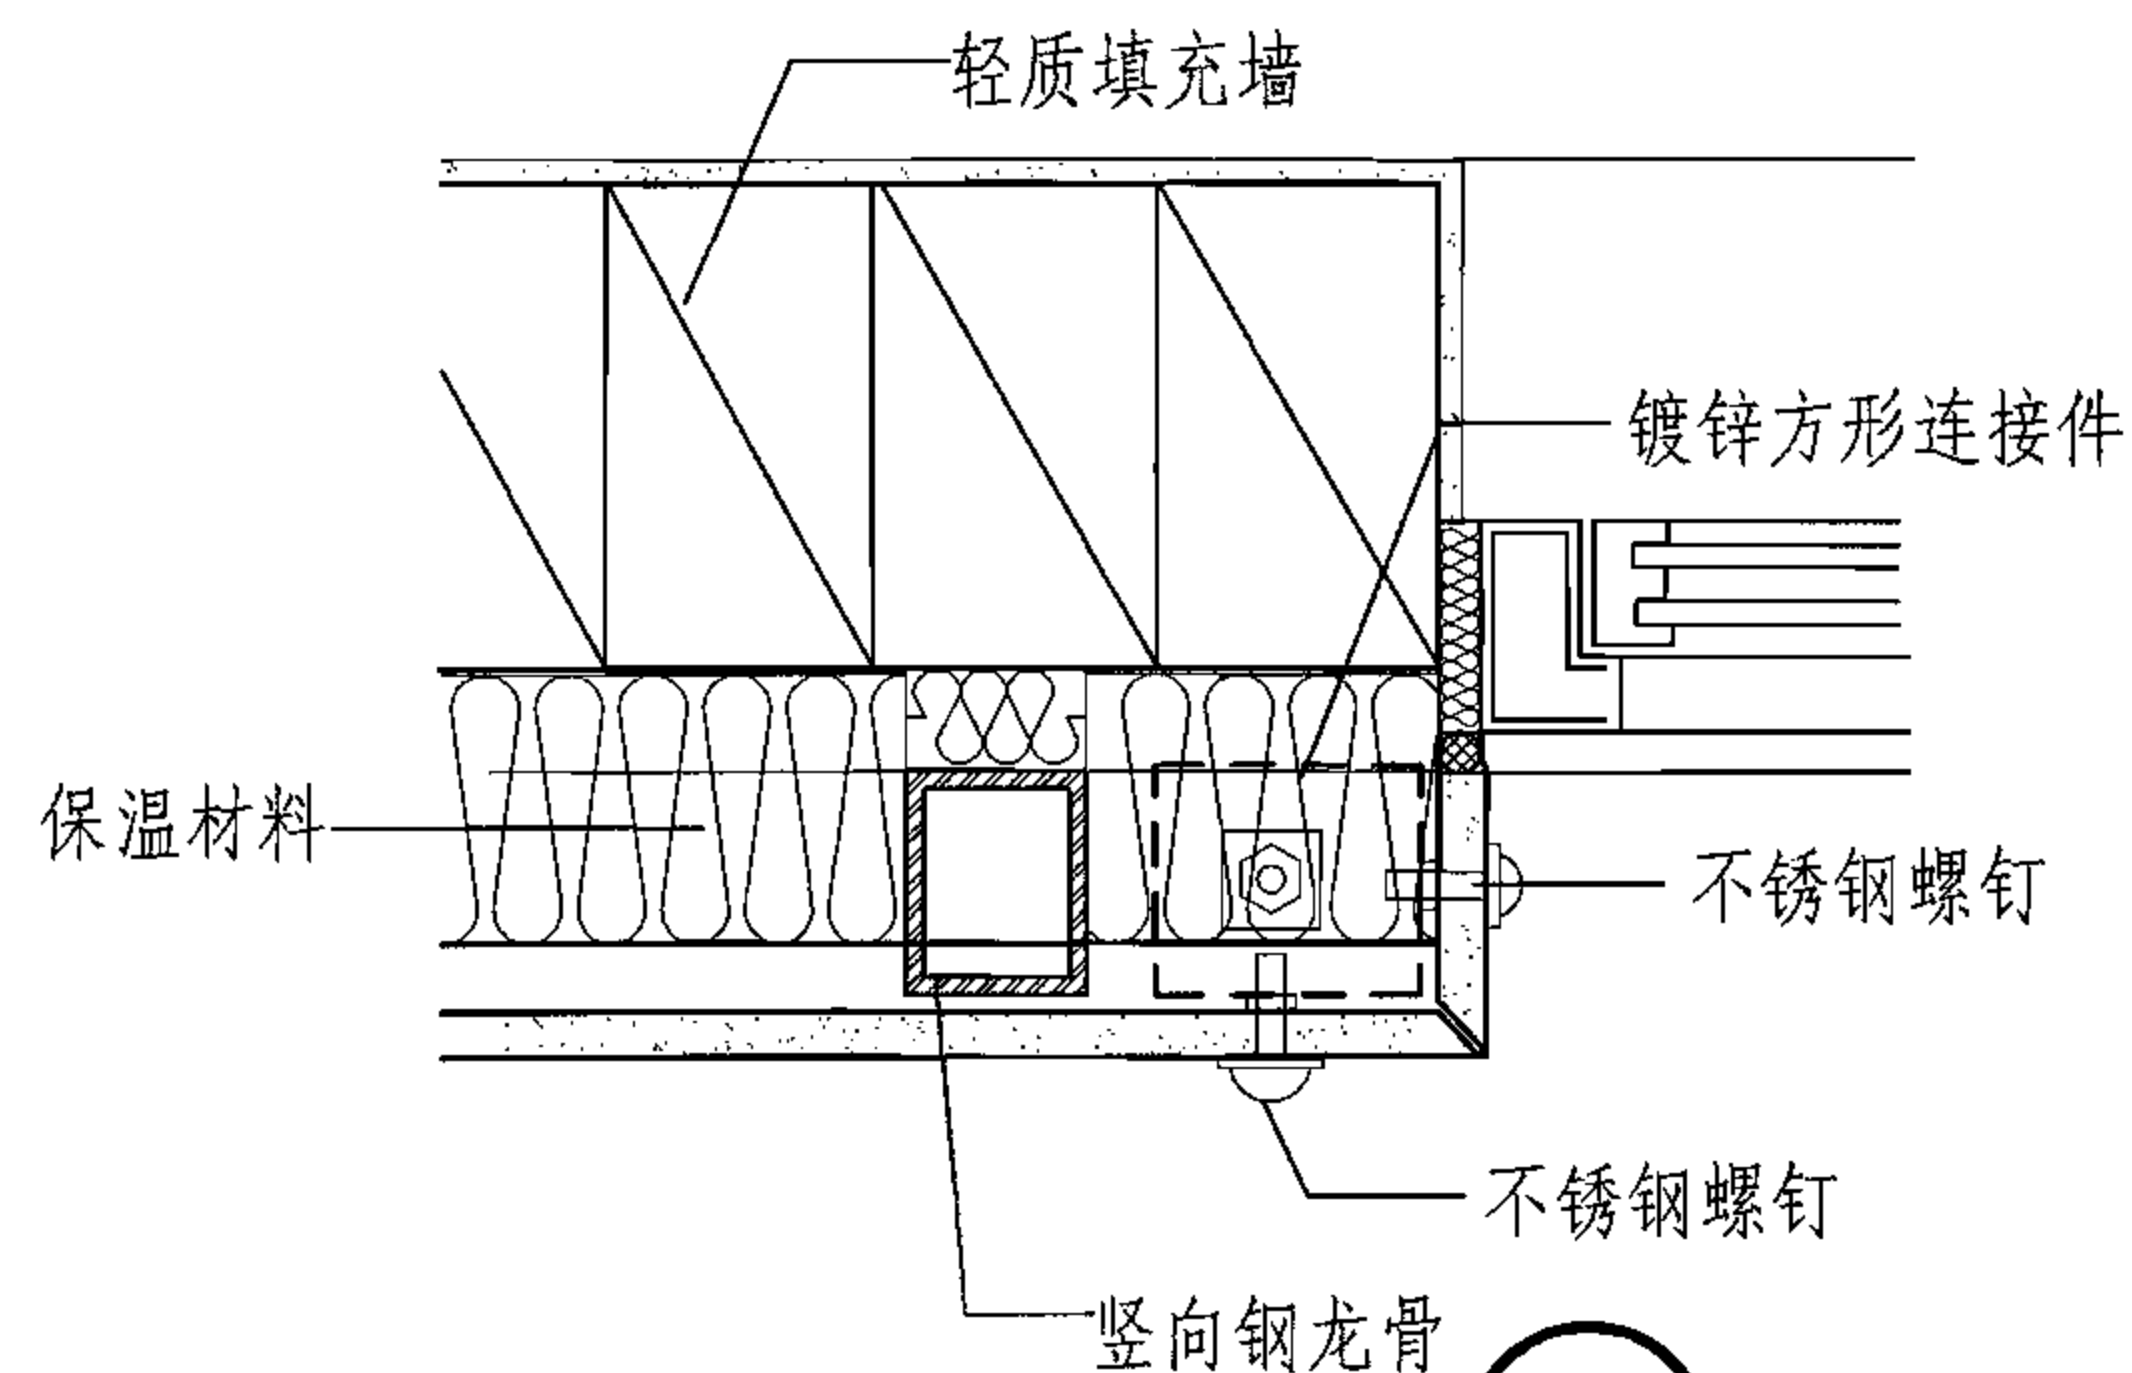 轻质填充墙
镀锌方形连接件
保温材料
不锈钢螺钉
不锈钢螺钉
竖向钢龙骨